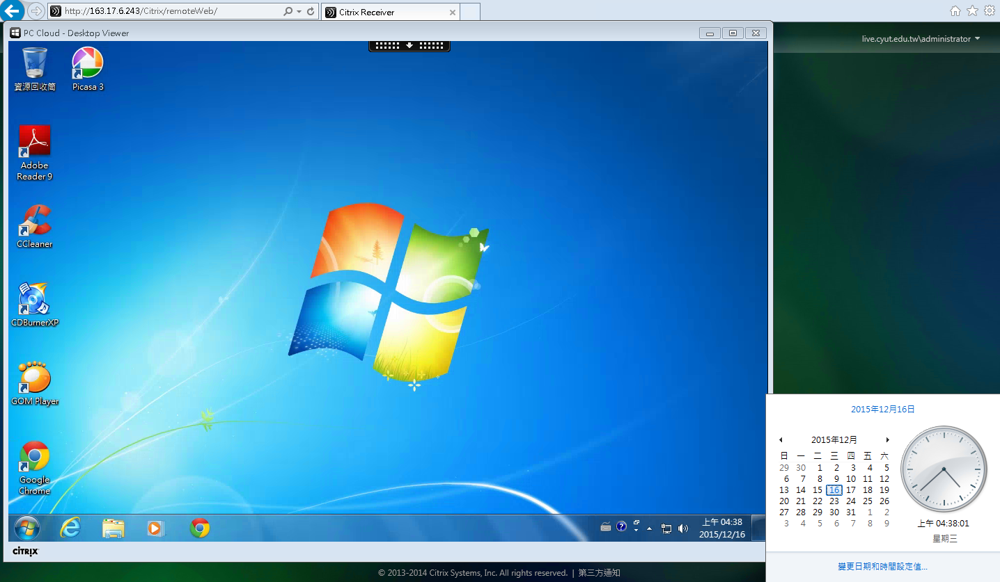 http://163.17.6.243/Citrix/remoteWeb/
Citrix Receiver
PC Cloud - Desktop Viewer
live.cyut.edu.tw\administrator
資源回收筒
Picasa 3
Adobe
Reader 9
CCleaner
CDBurnerXP
GOM Player
Google
Chrome
上午 04:38
2015/12/16
CITRIX
© 2013-2014 Citrix Systems, Inc. All rights reserved. | 第三方通知
2015年12月16日
2015年12月
日 一 二 三 四 五 六
29 30 1 2 3 4 5
6 7 8 9 10 11 12
13 14 15 16 17 18 19
20 21 22 23 24 25 26
27 28 29 30 31 1 2
3 4 5 6 7 8 9
上午 04:38:01
星期三
變更日期和時間設定值...